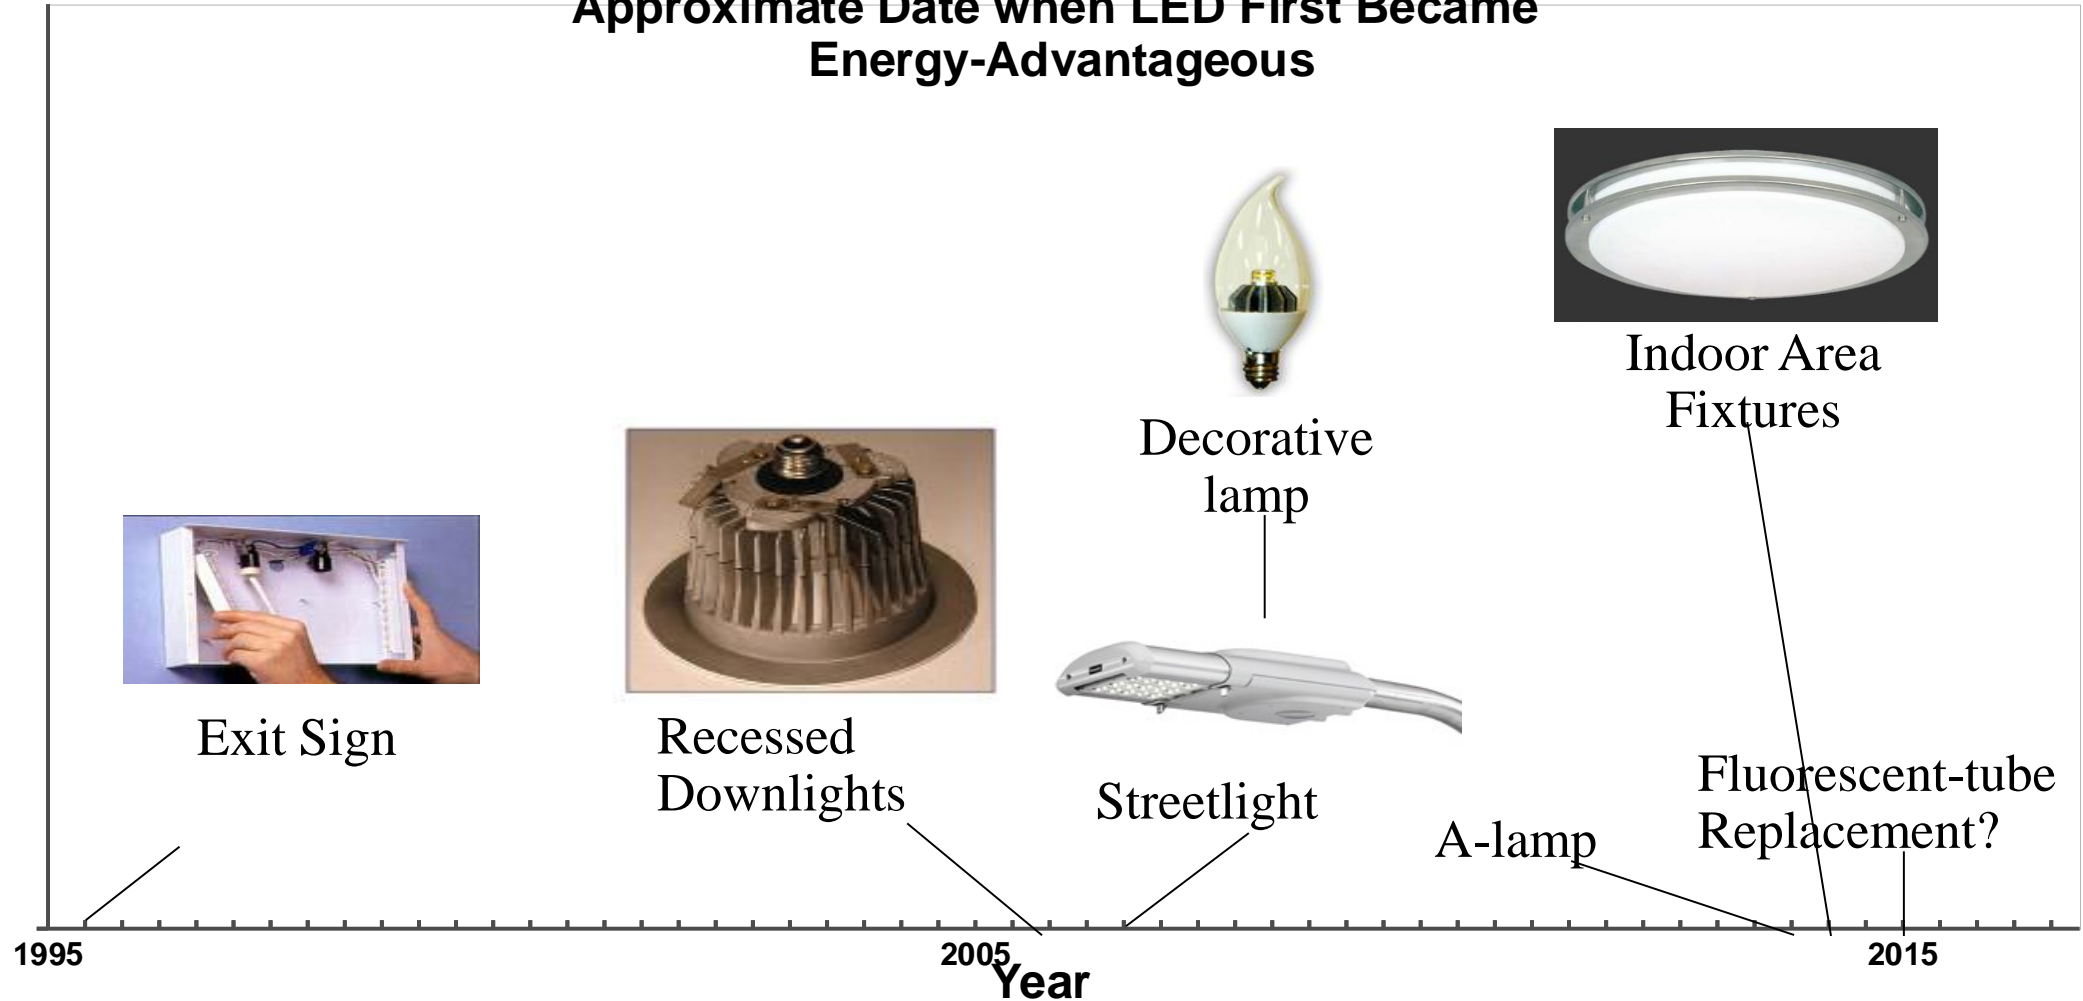 Approximate Date when LED First Became
Energy-Advantageous
Indoor Area
Fixtures
Decorative
lamp
Exit Sign
Recessed
Downlights
Streetlight
A-lamp
Fluorescent-tube
Replacement?
1995
2005
2015
Year